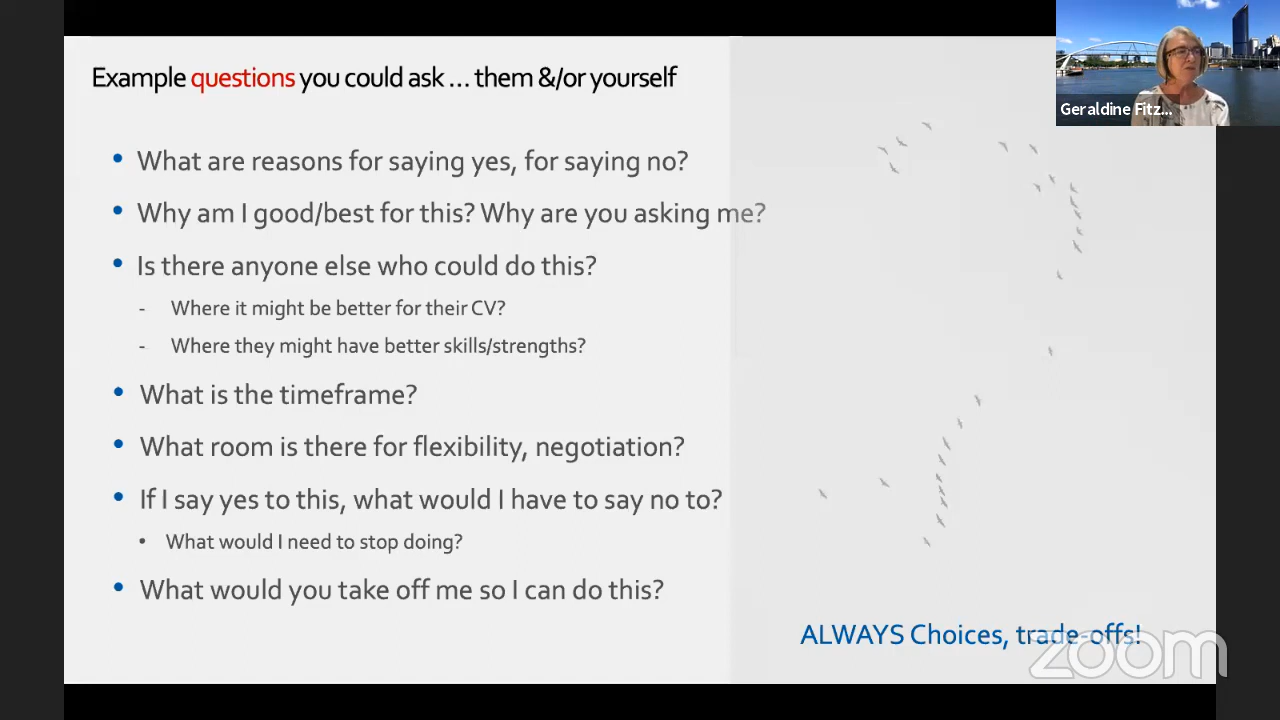 Example questions you could ask ... them &/or yourself
Geraldine Fitz...
• What are reasons for saying yes, for saying no?
• Why am I good/best for this? Why are you asking me?
• Is there anyone else who could do this?
- Where it might be better for their CV?
- Where they might have better skills/strengths?
• What is the timeframe?
• What room is there for flexibility, negotiation?
• If I say yes to this, what would I have to say no to?
• What would I need to stop doing?
• What would you take off me so I can do this?
ALWAYS Choices, trade-offs!
zoom